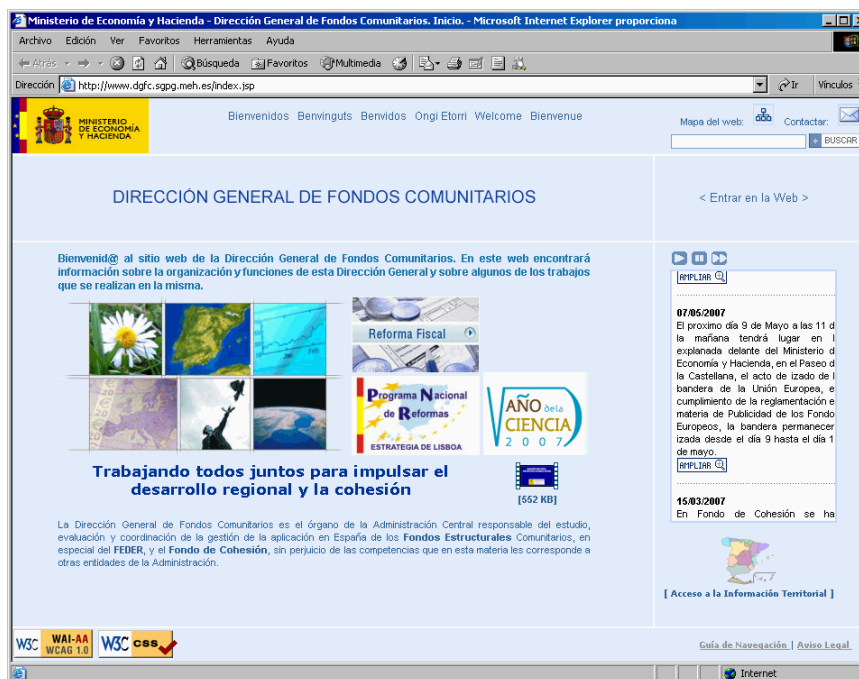 Ministerio de Economía y Hacienda - Dirección General de Fondos Comunitarios. Inicio. - Microsoft Internet Explorer proporciona
Archivo Edición Ver Favoritos Herramientas Ayuda
Atrás Búsqueda Favoritos Multimedia
Dirección http://www.dgfc.sgpg.meh.es/index.jsp Ir Vínculos
MINISTERIO
DE ECONOMÍA
Y HACIENDA
Bienvenidos Benvinguts Benvidos Ongi Etorri Welcome Bienvenue
Mapa del web: Contactar:
BUSCAR
DIRECCIÓN GENERAL DE FONDOS COMUNITARIOS
< Entrar en la Web >
Bienvenid@ al sitio web de la Dirección General de Fondos Comunitarios. En este web encontrará
información sobre la organización y funciones de esta Dirección General y sobre algunos de los trabajos
que se realizan en la misma.
Reforma Fiscal
Programa Nacional
de Reformas
ESTRATEGIA DE LISBOA
AÑO de la
CIENCIA
2 0 0 7
Trabajando todos juntos para impulsar el
desarrollo regional y la cohesión
[552 KB]
La Dirección General de Fondos Comunitarios es el órgano de la Administración Central responsable del estudio,
evaluación y coordinación de la gestión de la aplicación en España de los Fondos Estructurales Comunitarios, en
especial del FEDER, y el Fondo de Cohesión, sin perjuicio de las competencias que en esta materia les corresponde a
otras entidades de la Administración.
AMPLIAR
07/05/2007
El proximo día 9 de Mayo a las 11 d
la mañana tendrá lugar en l
explanada delante del Ministerio d
Economía y Hacienda, en el Paseo d
la Castellana, el acto de izado de l
bandera de la Unión Europea, e
cumplimiento de la reglamentación e
materia de Publicidad de los Fondo
Europeos, la bandera permanecer
izada desde el día 9 hasta el día 1
de mayo.
AMPLIAR
15/03/2007
En Fondo de Cohesión se ha
[ Acceso a la Información Territorial ]
W3C WAI-AA
WCAG 1.0
W3C css
Guía de Navegación | Aviso Legal
Internet